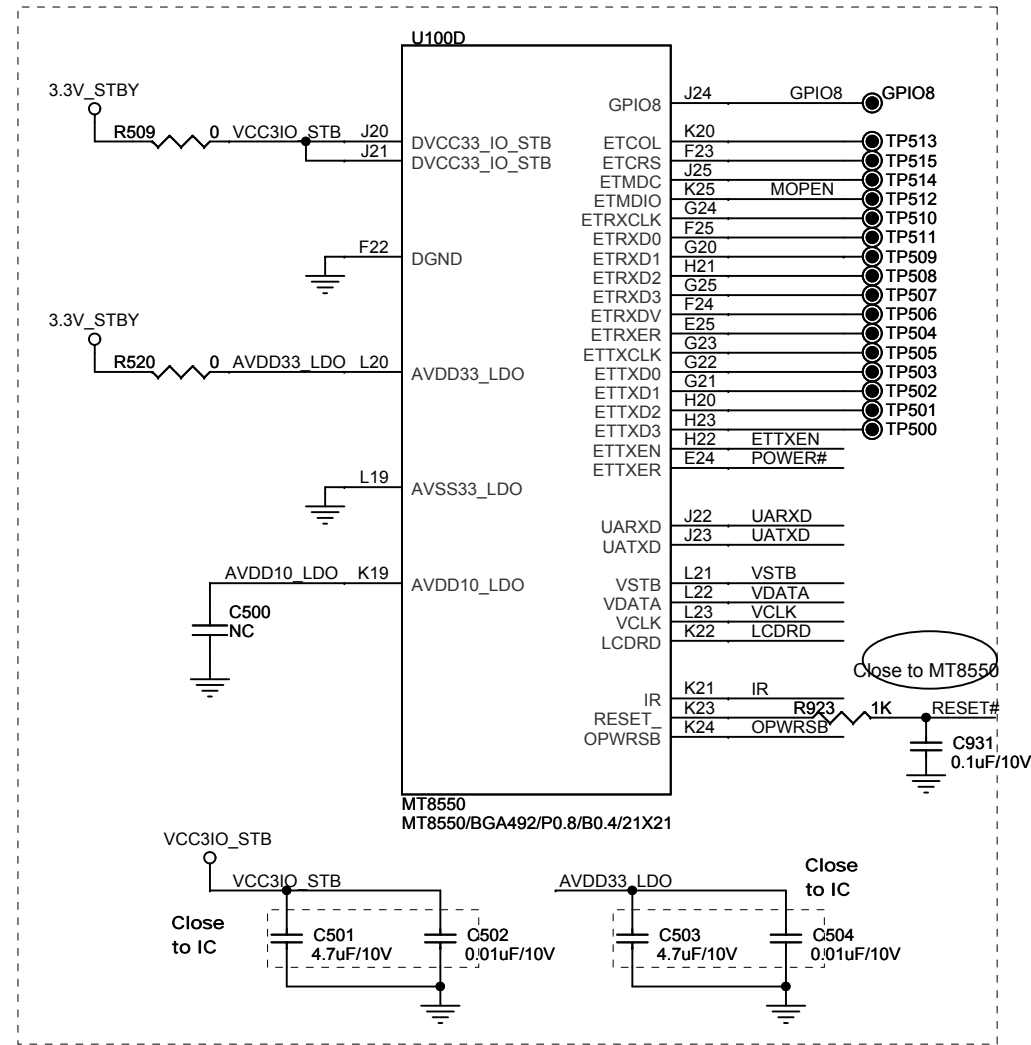 U100D
3.3V_STBY
R509 0 VCC3IO_STB J20 DVCC33_IO_STB
J21 DVCC33_IO_STB
F22 DGND
3.3V_STBY
R520 0 AVDD33_LDO L20 AVDD33_LDO
L19 AVSS33_LDO
AVDD10_LDO K19 AVDD10_LDO
C500
NC
GPIO8 J24 GPIO8 GPIO8
ETCOL K20 TP513
ETCRS F23 TP515
ETMDC J25 TP514
ETMDIO K25 MOPEN TP512
ETRXCLK G24 TP510
ETRXD0 F25 TP511
ETRXD1 G20 TP509
ETRXD2 H21 TP508
ETRXD3 G25 TP507
ETRXDV F24 TP506
ETRXER E25 TP504
ETTXCLK G23 TP505
ETTXD0 G22 TP503
ETTXD1 G21 TP502
ETTXD2 H20 TP501
ETTXD3 H23 TP500
ETTXEN H22 ETTXEN
ETTXER E24 POWER#
UARXD J22 UARXD
UATXD J23 UATXD
VSTB L21 VSTB
VDATA L22 VDATA
VCLK L23 VCLK
LCDRD K22 LCDRD
Close to MT8550
IR K21 IR
RESET_ K23 R923 1K RESET#
OPWRSB K24 OPWRSB
C931
0.1uF/10V
MT8550
MT8550/BGA492/P0.8/B0.4/21X21
VCC3IO_STB
VCC3IO_STB
Close
to IC
C501
4.7uF/10V
C502
0.01uF/10V
AVDD33_LDO
Close
to IC
C503
4.7uF/10V
C504
0.01uF/10V